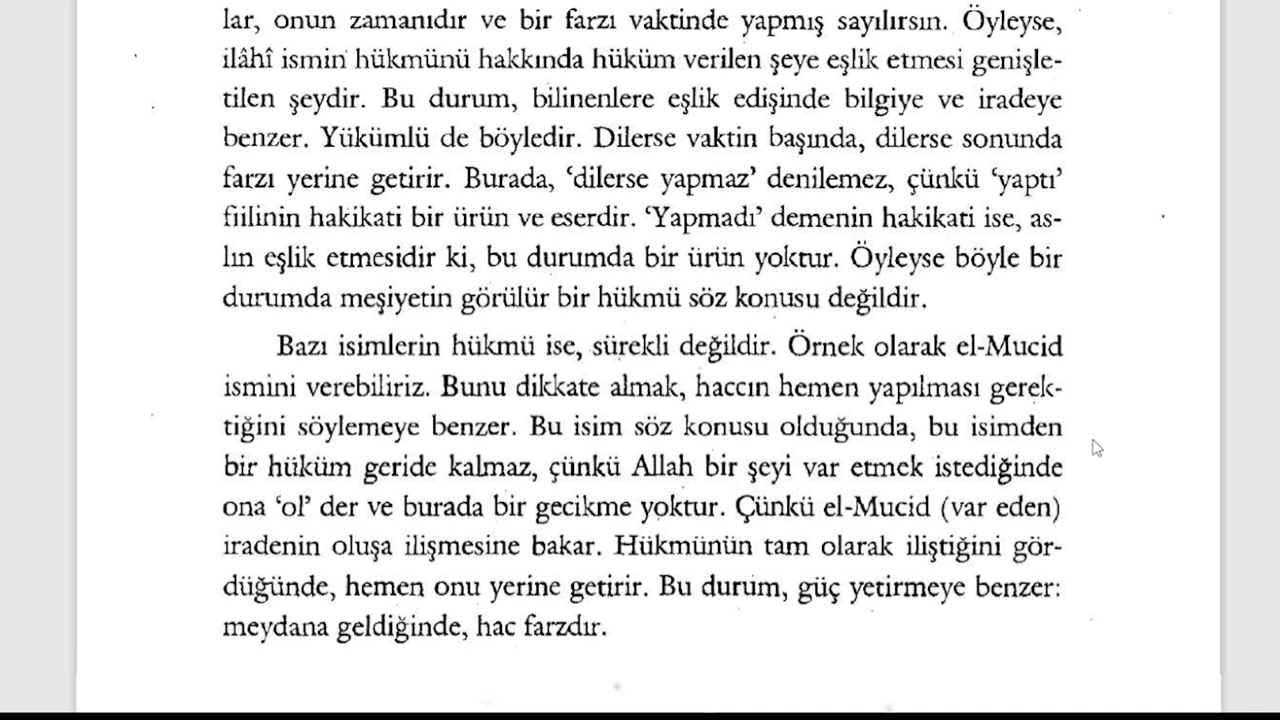 lar, onun zamanıdır ve bir farzı vaktinde yapmış sayılırsın. Öyleyse,
ilâhî ismin hükmünü hakkında hüküm verilen şeye eşlik etmesi genişle-
tilen şeydir. Bu durum, bilinenlere eşlik edişinde bilgiye ve iradeye
benzer. Yükümlü de böyledir. Dilerse vaktin başında, dilerse sonunda
farzı yerine getirir. Burada, ‘dilerse yapmaz’ denilemez, çünkü ‘yaptı’
fiilinin hakikati bir ürün ve eserdir. ‘Yapmadı’ demenin hakikati ise, as-
lın eşlik etmesidir ki, bu durumda bir ürün yoktur. Öyleyse böyle bir
durumda meşiyetin görülür bir hükmü söz konusu değildir.
Bazı isimlerin hükmü ise, sürekli değildir. Örnek olarak el-Mucid
ismini verebiliriz. Bunu dikkate almak, haccın hemen yapılması gerek-
tiğini söylemeye benzer. Bu isim söz konusu olduğunda, bu isimden
bir hüküm geride kalmaz, çünkü Allah bir şeyi var etmek istediğinde
ona ‘ol’ der ve burada bir gecikme yoktur. Çünkü el-Mucid (var eden)
iradenin oluşa ilişmesine bakar. Hükmünün tam olarak iliştiğini gör-
düğünde, hemen onu yerine getirir. Bu durum, güç yetirmeye benzer:
meydana geldiğinde, hac farzdır.